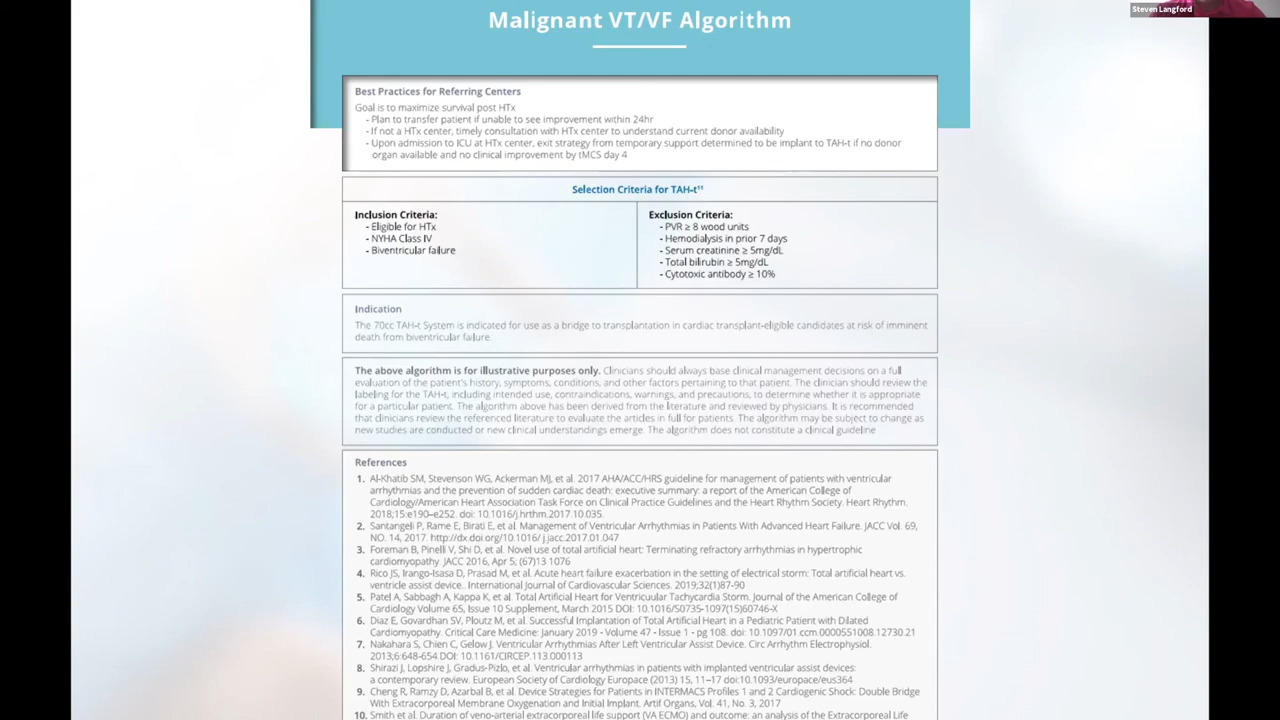 Steven Langford
Malignant VT/VF Algorithm
Best Practices for Referring Centers
Goal is to maximize survival post HTx
- Plan to transfer patient if unable to see improvement within 24hr
- If not a HTx center, timely consultation with HTx center to understand current donor availability
- Upon admission to ICU at HTx center, exit strategy from temporary support determined to be implant to TAH-t if no donor
organ available and no clinical improvement by tMCS day 4
Selection Criteria for TAH-t¹¹
Inclusion Criteria:
- Eligible for HTx
- NYHA Class IV
- Biventricular failure
Exclusion Criteria:
- PVR ≥ 8 wood units
- Hemodialysis in prior 7 days
- Serum creatinine ≥ 5mg/dL
- Total bilirubin ≥ 5mg/dL
- Cytotoxic antibody ≥ 10%
Indication
The 70cc TAH-t System is indicated for use as a bridge to transplantation in cardiac transplant-eligible candidates at risk of imminent
death from biventricular failure.
The above algorithm is for illustrative purposes only. Clinicians should always base clinical management decisions on a full
evaluation of the patient's history, symptoms, conditions, and other factors pertaining to that patient. The clinician should review the
labeling for the TAH-t, including intended use, contraindications, warnings, and precautions, to determine whether it is appropriate
for a particular patient. The algorithm above has been derived from the literature and reviewed by physicians. It is recommended
that clinicians review the referenced literature to evaluate the articles in full for patients. The algorithm may be subject to change as
new studies are conducted or new clinical understandings emerge. The algorithm does not constitute a clinical guideline
References
1. Al-Khatib SM, Stevenson WG, Ackerman MJ, et al. 2017 AHA/ACC/HRS guideline for management of patients with ventricular
arrhythmias and the prevention of sudden cardiac death: executive summary: a report of the American College of
Cardiology/American Heart Association Task Force on Clinical Practice Guidelines and the Heart Rhythm Society. Heart Rhythm.
2018;15:e190–e252. doi: 10.1016/j.hrthm.2017.10.035.
2. Santangeli P, Rame E, Birati E, et al. Management of Ventricular Arrhythmias in Patients With Advanced Heart Failure. JACC Vol. 69,
NO. 14, 2017. http://dx.doi.org/10.1016/ j.jacc.2017.01.047
3. Foreman B, Pinelli V, Shi D, et al. Novel use of total artificial heart: Terminating refractory arrhythmias in hypertrophic
cardiomyopathy. JACC 2016, Apr 5; (67)13 1076
4. Rico JS, Irango-Isasa D, Prasad M, et al. Acute heart failure exacerbation in the setting of electrical storm: Total artificial heart vs.
ventricle assist device. International Journal of Cardiovascular Sciences. 2019;32(1)87-90
5. Patel A, Sabbagh A, Kappa K, et al. Total Artificial Heart for Ventricuular Tachycardia Storm. Journal of the American College of
Cardiology Volume 65, Issue 10 Supplement, March 2015 DOI: 10.1016/S0735-1097(15)60746-X
6. Diaz E, Govardhan SV, Ploutz M, et al. Successful Implantation of Total Artificial Heart in a Pediatric Patient with Dilated
Cardiomyopathy. Critical Care Medicine: January 2019 - Volume 47 - Issue 1 - pg 108. doi: 10.1097/01.ccm.0000551008.12730.21
7. Nakahara S, Chien C, Gelow J. Ventricular Arrhythmias After Left Ventricular Assist Device. Circ Arrhythm Electrophysiol.
2013;6:648-654 DOI: 10.1161/CIRCEP.113.000113
8. Shirazi J, Lopshire J, Gradus-Pizlo, et al. Ventricular arrhythmias in patients with implanted ventricular assist devices:
a contemporary review. European Society of Cardiology Europace (2013) 15, 11–17 doi:10.1093/europace/eus364
9. Cheng R, Ramzy D, Azarbal B, et al. Device Strategies for Patients in INTERMACS Profiles 1 and 2 Cardiogenic Shock: Double Bridge
With Extracorporeal Membrane Oxygenation and Initial Implant. Artif Organs, Vol. 41, No. 3, 2017
10. Smith et al. Duration of veno-arterial extracorporeal life support (VA ECMO) and outcome: an analysis of the Extracorporeal Life